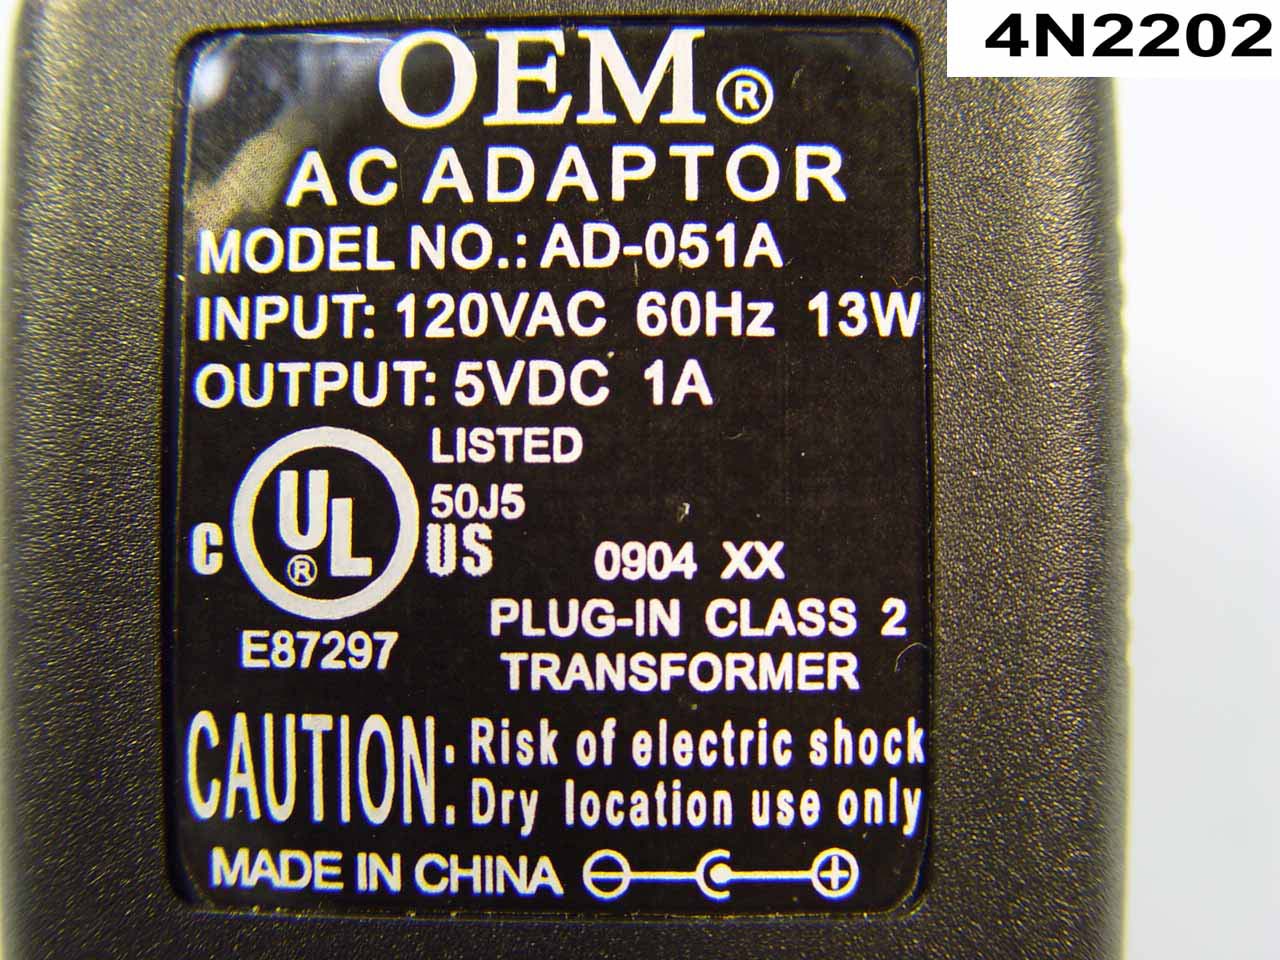 4N2202
OEM®
AC ADAPTOR
MODEL NO.: AD-051A
INPUT: 120VAC 60Hz 13W
OUTPUT: 5VDC 1A
LISTED
50J5
C UL® US
0904 XX
E87297
PLUG-IN CLASS 2
TRANSFORMER
CAUTION: Risk of electric shock
Dry location use only
MADE IN CHINA